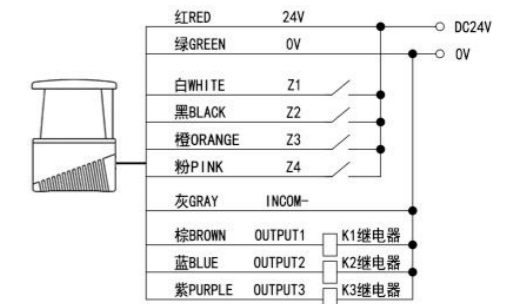 红RED 24V DC24V
绿GREEN 0V 0V
白WHITE Z1
黑BLACK Z2
橙ORANGE Z3
粉PINK Z4
灰GRAY INCOM-
棕BROWN OUTPUT1 K1继电器
蓝BLUE OUTPUT2 K2继电器
紫PURPLE OUTPUT3 K3继电器